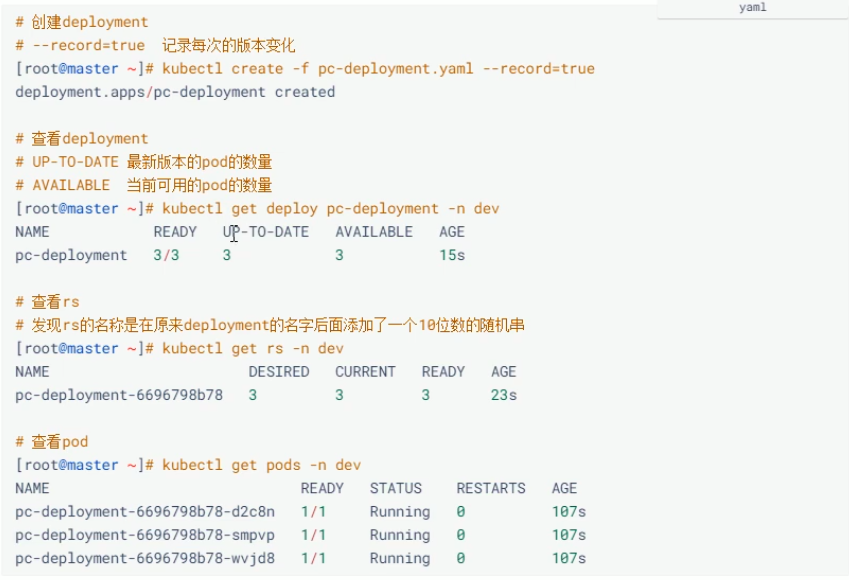 yaml
# 创建deployment
# --record=true  记录每次的版本变化
[root@master ~]# kubectl create -f pc-deployment.yaml --record=true
deployment.apps/pc-deployment created
# 查看deployment
# UP-TO-DATE 最新版本的pod的数量
# AVAILABLE  当前可用的pod的数量
[root@master ~]# kubectl get deploy pc-deployment -n dev
NAME            READY   UP-TO-DATE   AVAILABLE   AGE
pc-deployment   3/3     3            3           15s
# 查看rs
# 发现rs的名称是在原来deployment的名字后面添加了一个10位数的随机串
[root@master ~]# kubectl get rs -n dev
NAME                       DESIRED   CURRENT   READY   AGE
pc-deployment-6696798b78   3         3         3       23s
# 查看pod
[root@master ~]# kubectl get pods -n dev
NAME                             READY   STATUS    RESTARTS   AGE
pc-deployment-6696798b78-d2c8n   1/1     Running   0          107s
pc-deployment-6696798b78-smpvp   1/1     Running   0          107s
pc-deployment-6696798b78-wvjd8   1/1     Running   0          107s